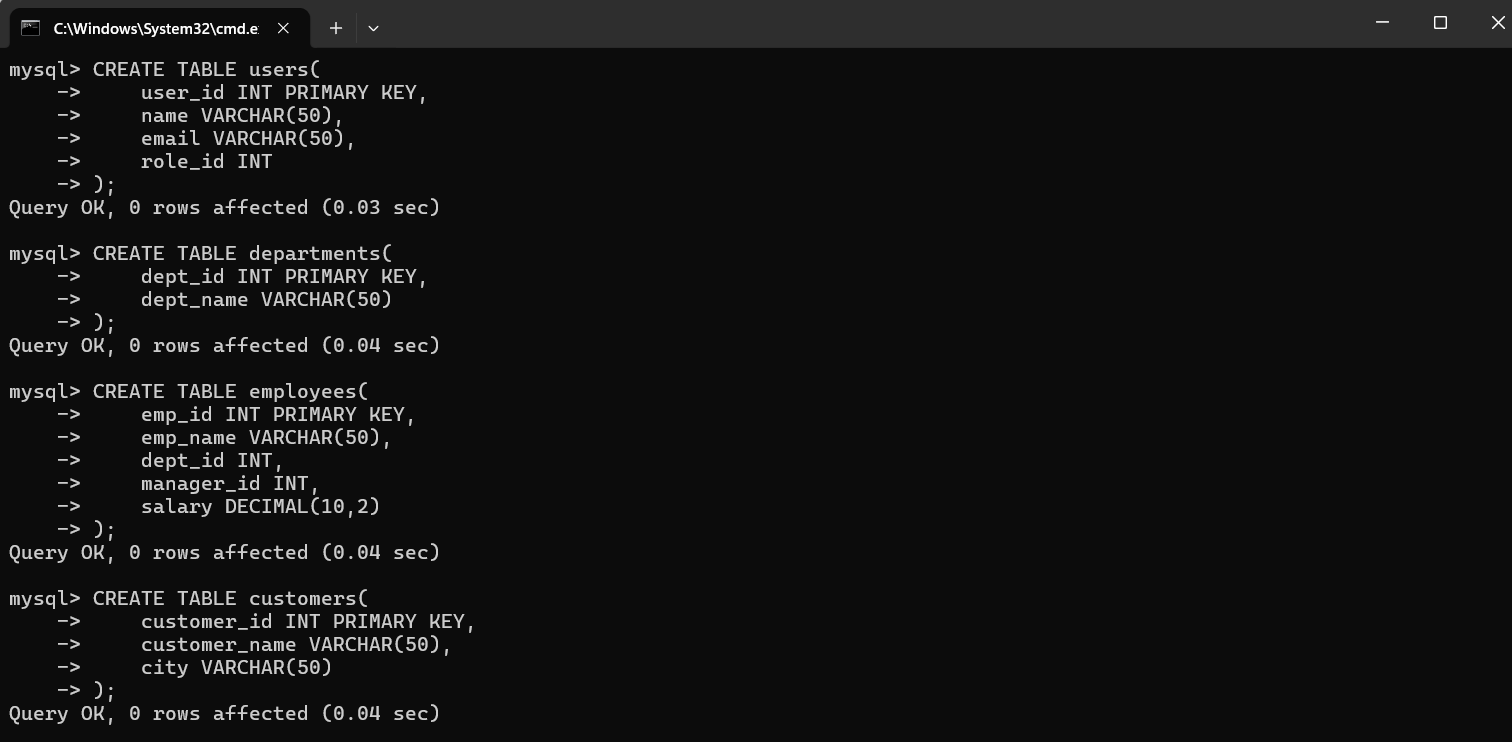 C:\Windows\System32\cmd.e
mysql> CREATE TABLE users(
    ->     user_id INT PRIMARY KEY,
    ->     name VARCHAR(50),
    ->     email VARCHAR(50),
    ->     role_id INT
    -> );
Query OK, 0 rows affected (0.03 sec)

mysql> CREATE TABLE departments(
    ->     dept_id INT PRIMARY KEY,
    ->     dept_name VARCHAR(50)
    -> );
Query OK, 0 rows affected (0.04 sec)

mysql> CREATE TABLE employees(
    ->     emp_id INT PRIMARY KEY,
    ->     emp_name VARCHAR(50),
    ->     dept_id INT,
    ->     manager_id INT,
    ->     salary DECIMAL(10,2)
    -> );
Query OK, 0 rows affected (0.04 sec)

mysql> CREATE TABLE customers(
    ->     customer_id INT PRIMARY KEY,
    ->     customer_name VARCHAR(50),
    ->     city VARCHAR(50)
    -> );
Query OK, 0 rows affected (0.04 sec)